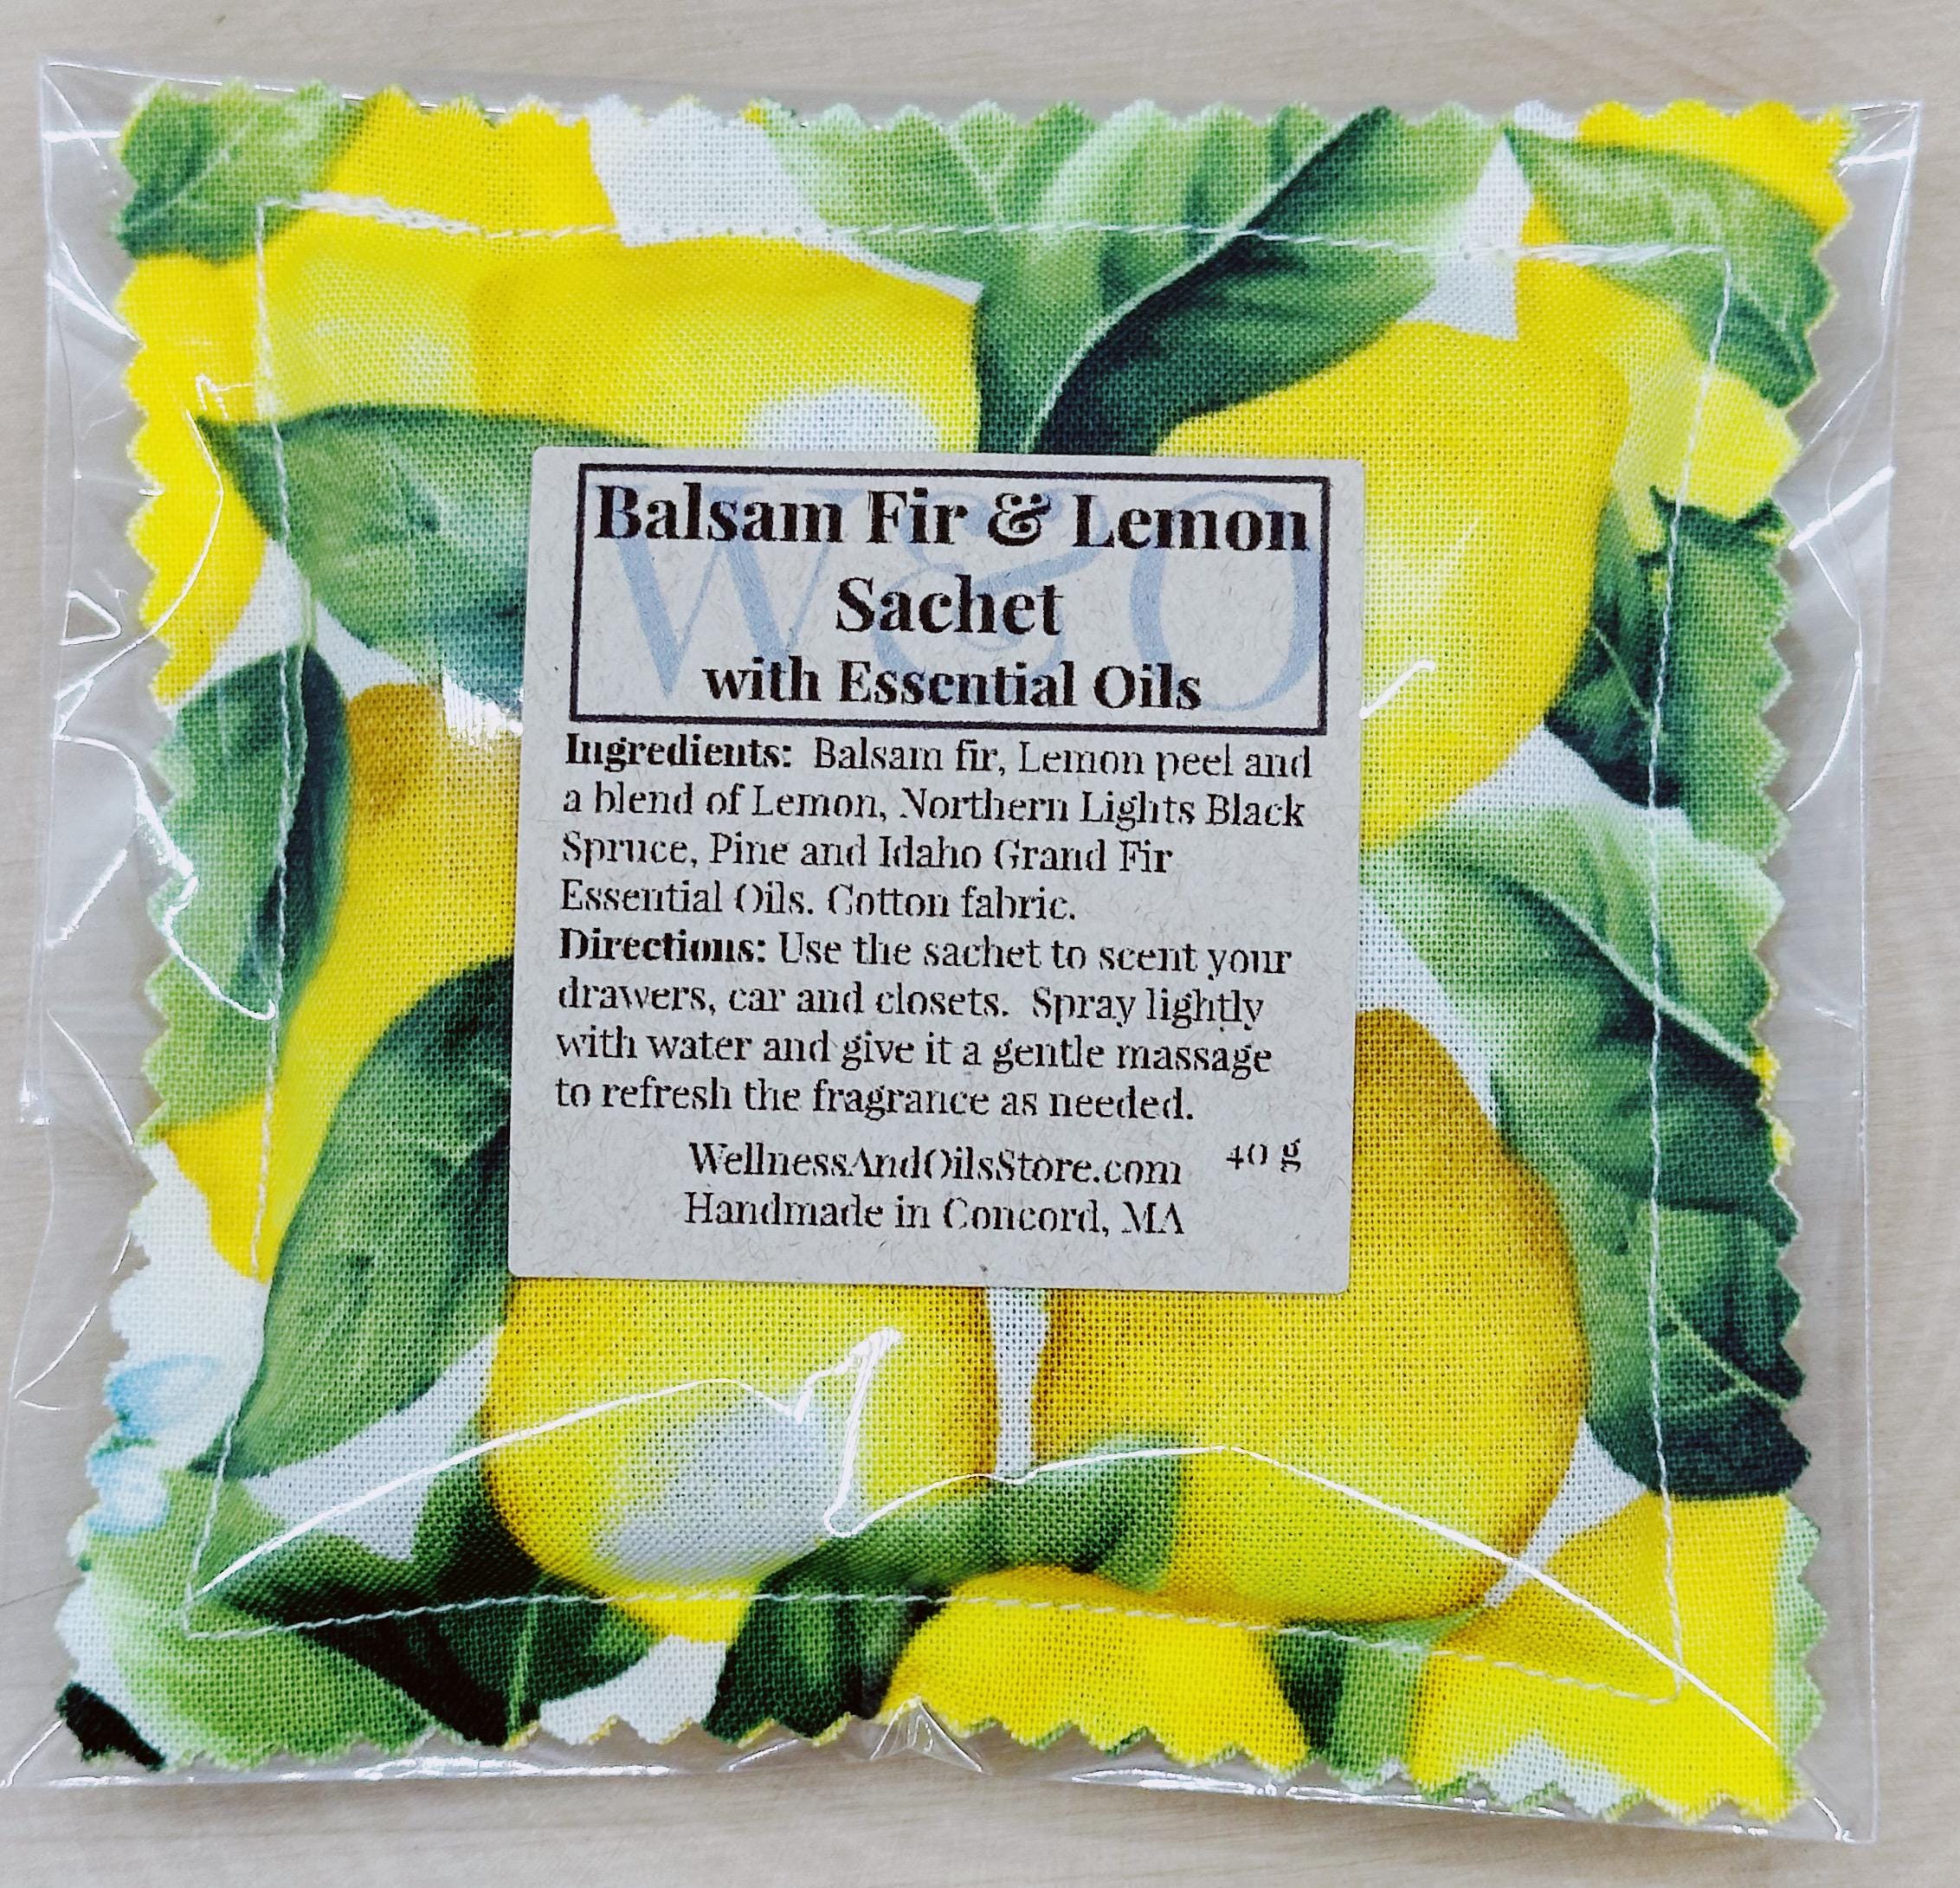 W&O
Balsam Fir & Lemon
Sachet
with Essential Oils
Ingredients: Balsam fir, Lemon peel and
a blend of Lemon, Northern Lights Black
Spruce, Pine and Idaho Grand Fir
Essential Oils. Cotton fabric.
Directions: Use the sachet to scent your
drawers, car and closets. Spray lightly
with water and give it a gentle massage
to refresh the fragrance as needed.
WellnessAndOilsStore.com 40 g
Handmade in Concord, MA